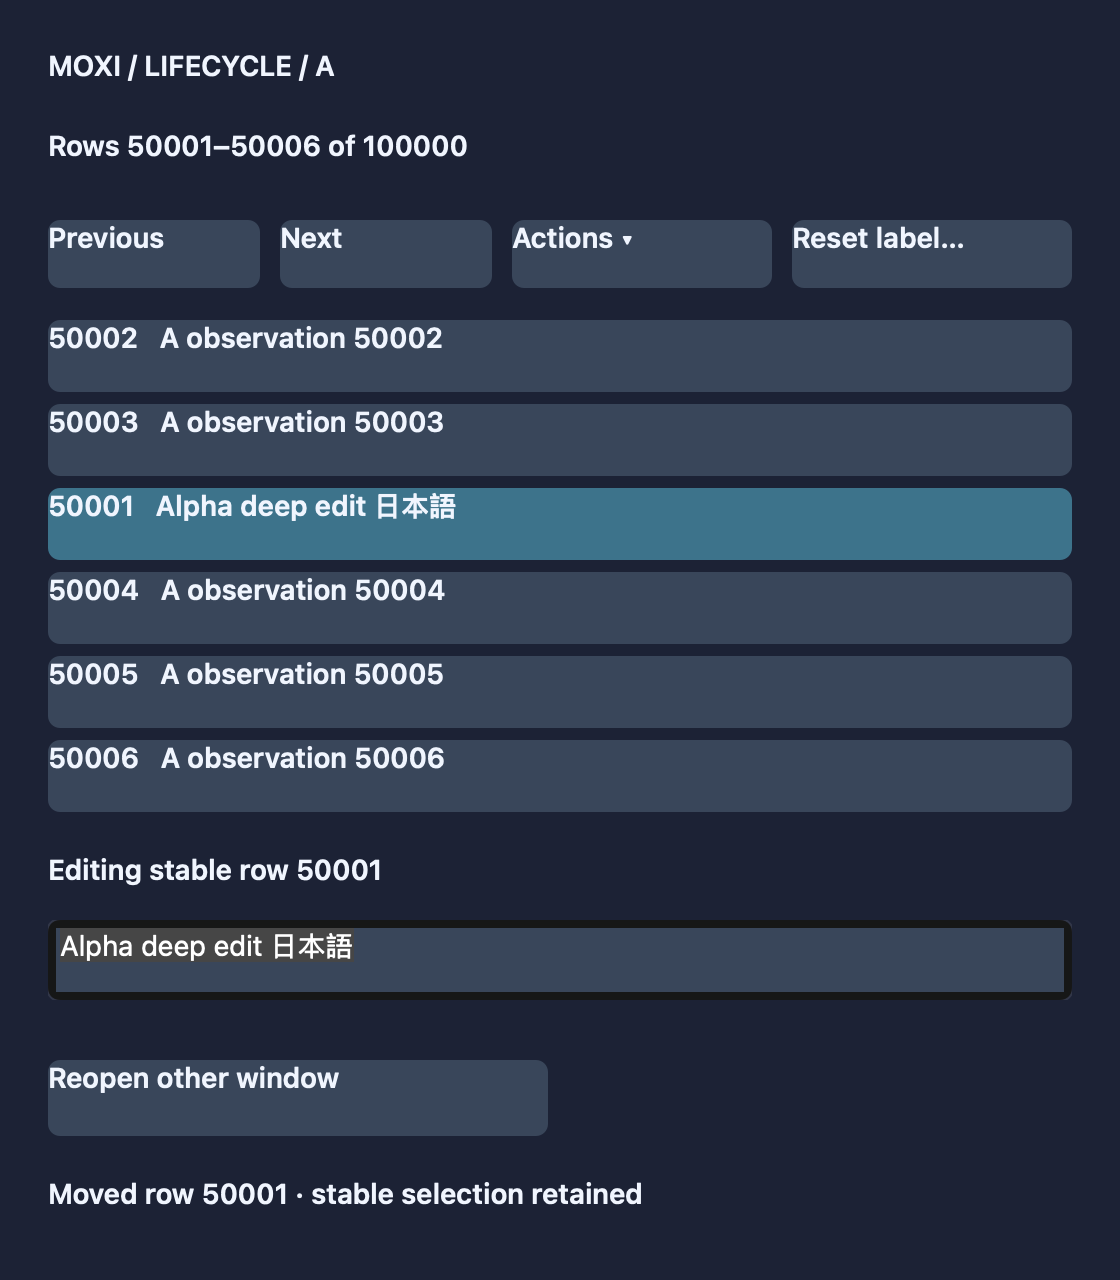 MOXI / LIFECYCLE / A
Rows 50001–50006 of 100000
Previous Next Actions ▾ Reset label...
50002 A observation 50002
50003 A observation 50003
50001 Alpha deep edit 日本語
50004 A observation 50004
50005 A observation 50005
50006 A observation 50006
Editing stable row 50001
Alpha deep edit 日本語
Reopen other window
Moved row 50001 · stable selection retained